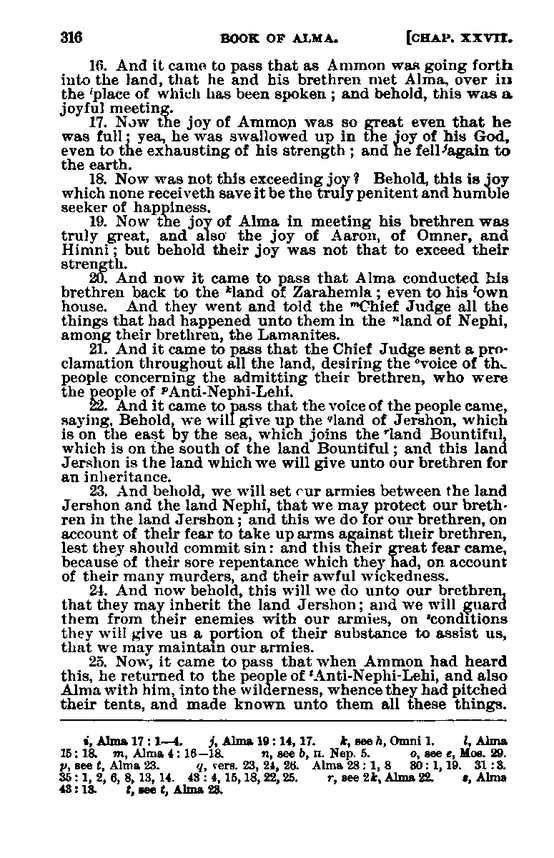 316 BOOK OF ALMA. [CHAP. XXVII.
16. And it came to pass that as Ammon was going forth
into the land, that he and his brethren met Alma, over in
the ⁱplace of which has been spoken ; and behold, this was a
joyful meeting.
17. Now the joy of Ammon was so great even that he
was full ; yea, he was swallowed up in the joy of his God,
even to the exhausting of his strength ; and he fell ʲagain to
the earth.
18. Now was not this exceeding joy ? Behold, this is joy
which none receiveth save it be the truly penitent and humble
seeker of happiness.
19. Now the joy of Alma in meeting his brethren was
truly great, and also the joy of Aaron, of Omner, and
Himni ; but behold their joy was not that to exceed their
strength.
20. And now it came to pass that Alma conducted his
brethren back to the ᵏland of Zarahemla ; even to his ˡown
house. And they went and told the ᵐChief Judge all the
things that had happened unto them in the ⁿland of Nephi,
among their brethren, the Lamanites.
21. And it came to pass that the Chief Judge sent a pro-
clamation throughout all the land, desiring the ᵒvoice of the
people concerning the admitting their brethren, who were
the people of ᵖAnti-Nephi-Lehi.
22. And it came to pass that the voice of the people came,
saying, Behold, we will give up the qland of Jershon, which
is on the east by the sea, which joins the ʳland Bountiful,
which is on the south of the land Bountiful ; and this land
Jershon is the land which we will give unto our brethren for
an inheritance.
23. And behold, we will set our armies between the land
Jershon and the land Nephi, that we may protect our breth-
ren in the land Jershon ; and this we do for our brethren, on
account of their fear to take up arms against their brethren,
lest they should commit sin : and this their great fear came,
because of their sore repentance which they had, on account
of their many murders, and their awful wickedness.
24. And now behold, this will we do unto our brethren,
that they may inherit the land Jershon ; and we will guard
them from their enemies with our armies, on ˢconditions
they will give us a portion of their substance to assist us,
that we may maintain our armies.
25. Now, it came to pass that when Ammon had heard
this, he returned to the people of ᵗAnti-Nephi-Lehi, and also
Alma with him, into the wilderness, whence they had pitched
their tents, and made known unto them all these things.
i, Alma 17 : 1—4. j, Alma 19 : 14, 17. k, see h, Omni 1. l, Alma
15 : 18. m, Alma 4 : 16—18. n, see b, II. Nep. 5. o, see e, Mos. 29.
p, see t, Alma 23. q, vers. 23, 24, 26. Alma 28 : 1, 8 30 : 1, 19. 31 : 3.
35 : 1, 2, 6, 8, 13, 14. 43 : 4, 15, 18, 22, 25. r, see 2k, Alma 22. s, Alma
43 : 13. t, see t, Alma 23.